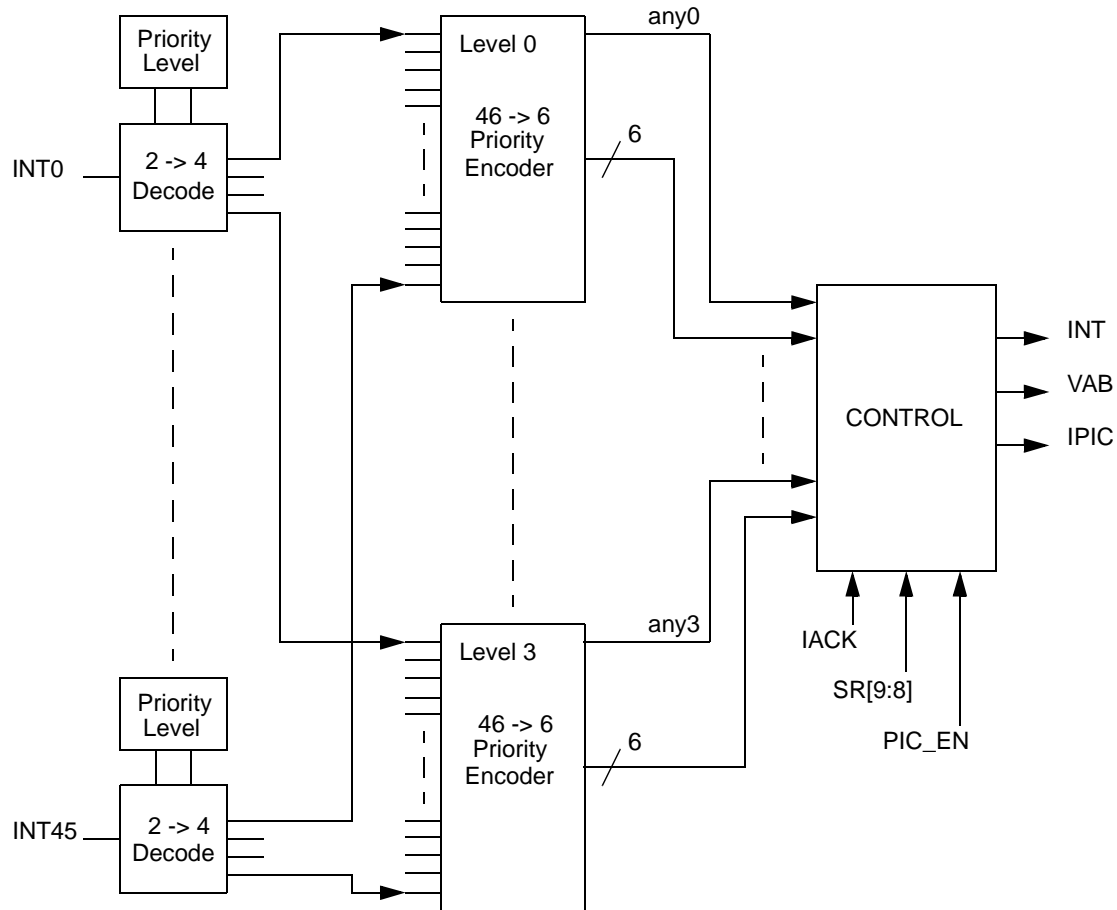 Priority
Level
2 -> 4
Decode
INT0
Level 0
46 -> 6
Priority
Encoder
any0
6
CONTROL
INT
VAB
IPIC
IACK
SR[9:8]
PIC_EN
Priority
Level
2 -> 4
Decode
INT45
Level 3
46 -> 6
Priority
Encoder
any3
6